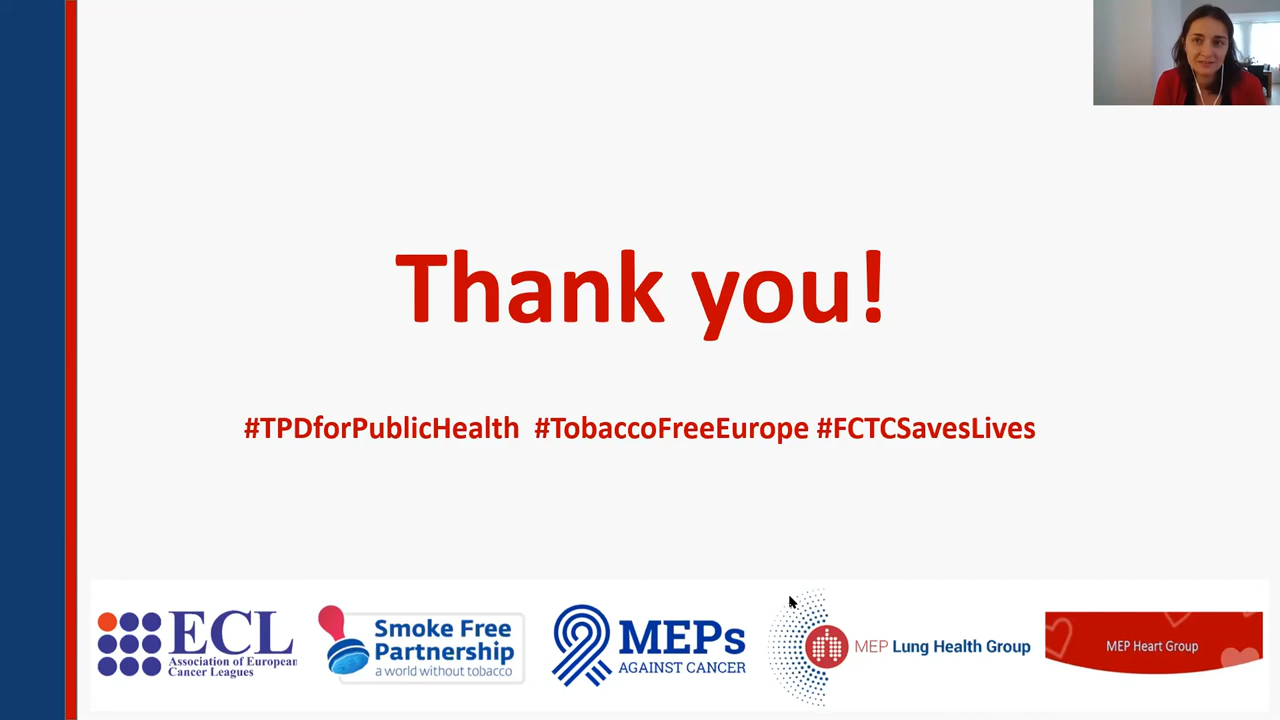 Thank you!
#TPDforPublicHealth #TobaccoFreeEurope #FCTCSavesLives
ECL
Association of European
Cancer Leagues
Smoke Free
Partnership
a world without tobacco
MEPs
AGAINST CANCER
MEP Lung Health Group
MEP Heart Group